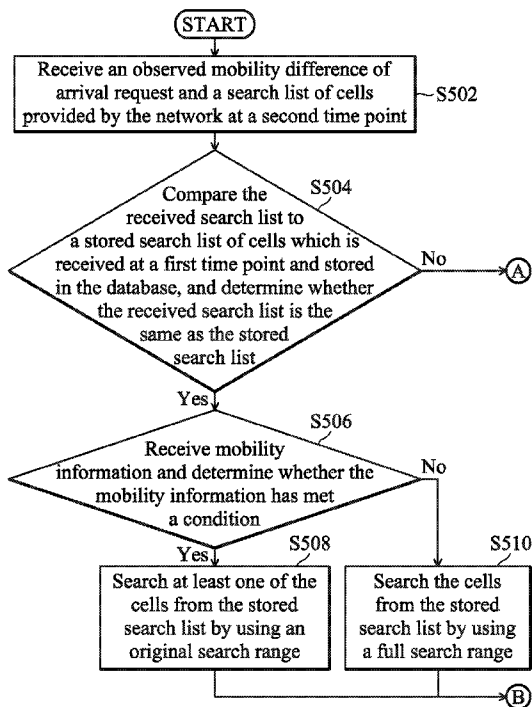 START
Receive an observed mobility difference of
arrival request and a search list of cells
provided by the network at a second time point
S502
S504
Compare the
received search list to
a stored search list of cells which is
received at a first time point and stored
in the database, and determine whether
the received search list is the
same as the stored
search list
No
A
Yes
S506
Receive mobility
information and determine whether the
mobility information has met
a condition
No
Yes
S508
Search at least one of the
cells from the stored
search list by using an
original search range
S510
Search the cells
from the stored
search list by using
a full search range
B